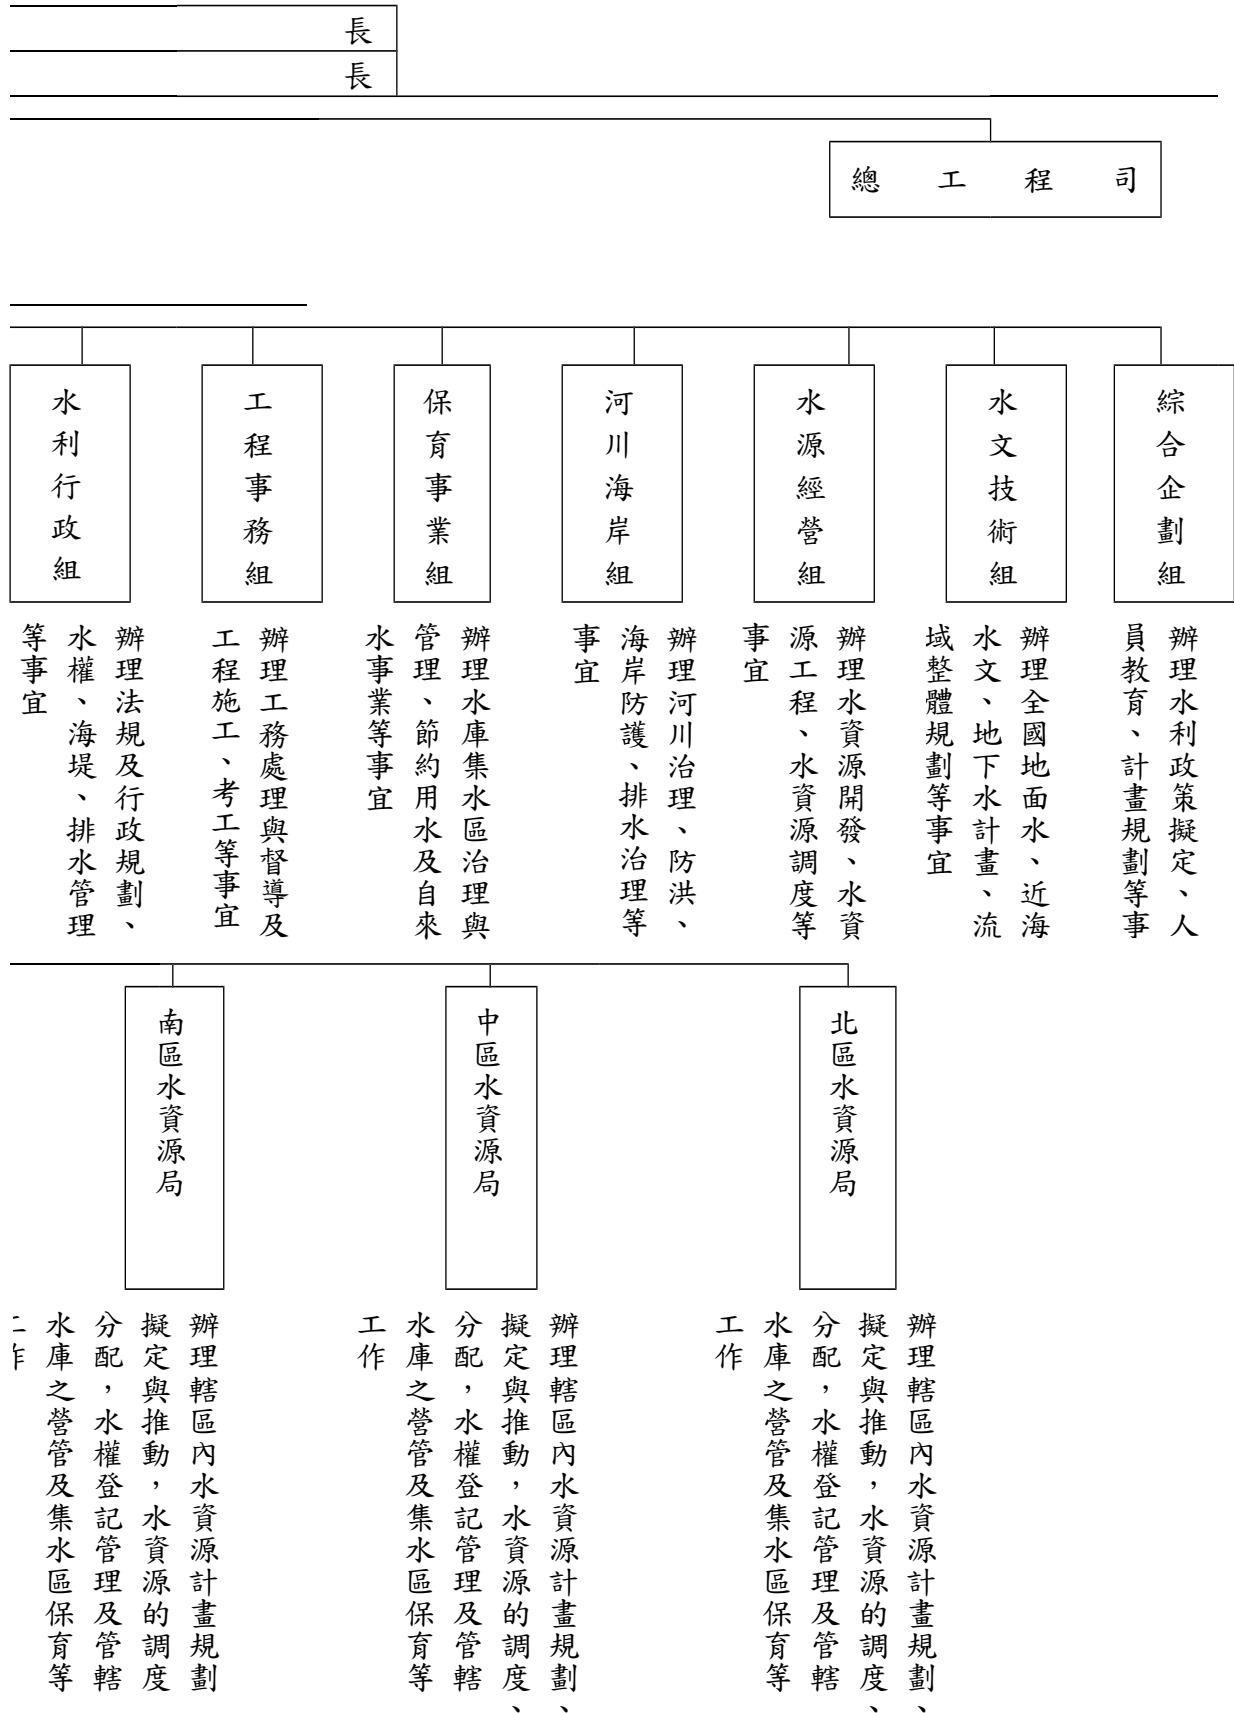 長
長
總工程司
綜合企劃組
辦理水利政策擬定、人
員教育、計畫規劃等事
水文技術組
辦理全國地面水、近海
水文、地下水計畫、流
域整體規劃等事宜
水源經營組
辦理水資源開發、水資
源工程、水資源調度等
事宜
河川海岸組
辦理河川治理、防洪、
海岸防護、排水治理等
事宜
保育事業組
辦理水庫集水區治理與
管理、節約用水及自來
水事業等事宜
工程事務組
辦理工務處理與督導及
工程施工、考工等事宜
水利行政組
辦理法規及行政規劃、
水權、海堤、排水管理
等事宜
北區水資源局
辦理轄區內水資源計畫規劃、
擬定與推動，水資源的調度、
分配，水權登記管理及管轄
水庫之營管及集水區保育等
工作
中區水資源局
辦理轄區內水資源計畫規劃、
擬定與推動，水資源的調度、
分配，水權登記管理及管轄
水庫之營管及集水區保育等
工作
南區水資源局
辦理轄區內水資源計畫規劃
擬定與推動，水資源的調度
分配，水權登記管理及管轄
水庫之營管及集水區保育等
工作